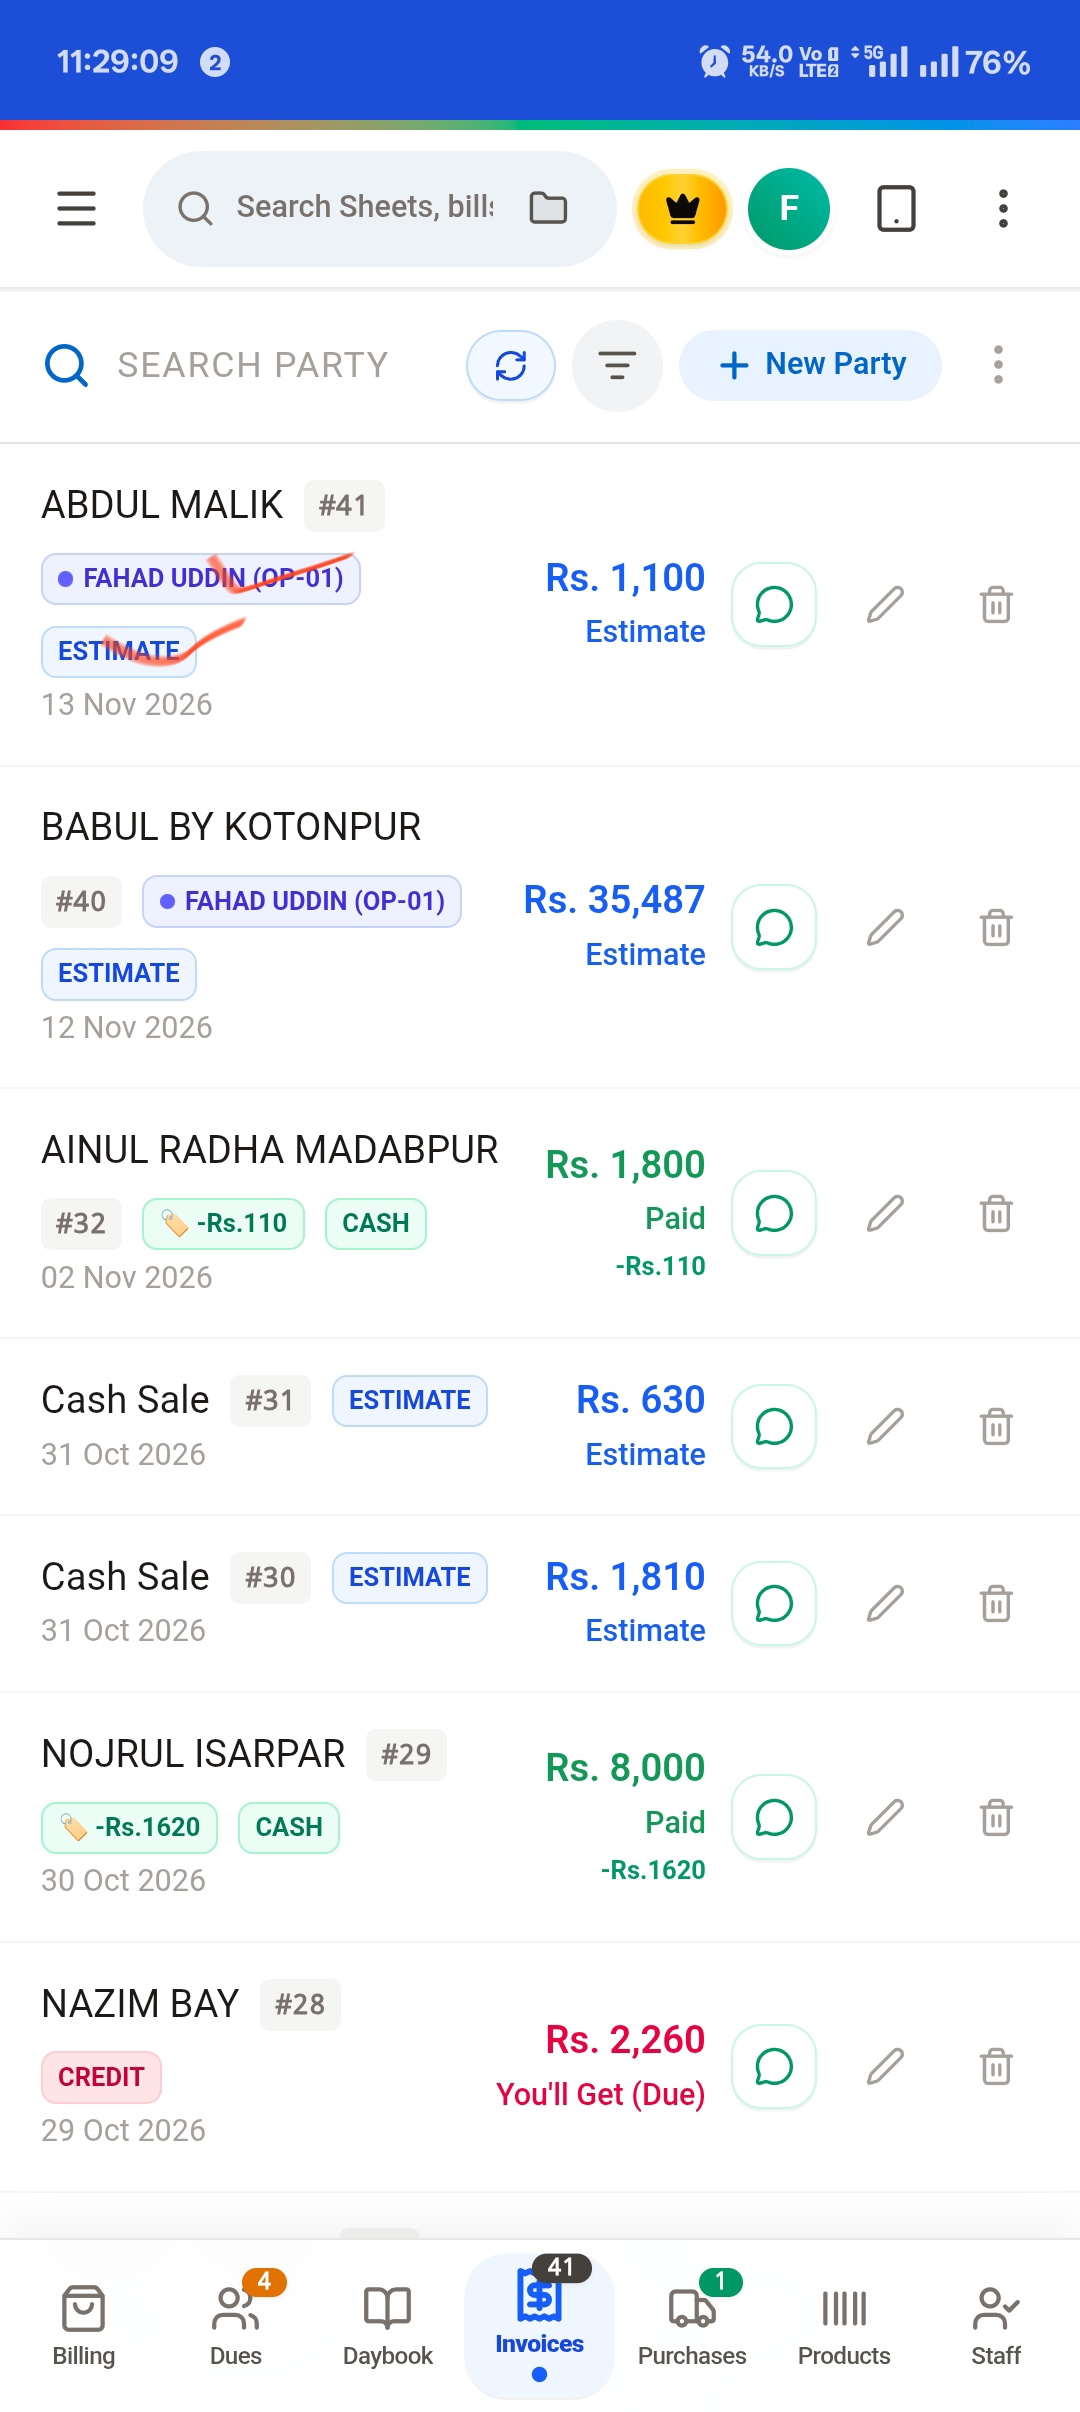 11:29:09 2 54.0 KB/S Vo LTE2 5G 76%
Search Sheets, bills
F
SEARCH PARTY
+ New Party
ABDUL MALIK #41
FAHAD UDDIN (OP-01)
ESTIMATE
13 Nov 2026
Rs. 1,100
Estimate
BABUL BY KOTONPUR
#40 FAHAD UDDIN (OP-01)
ESTIMATE
12 Nov 2026
Rs. 35,487
Estimate
AINUL RADHA MADABPUR
#32 -Rs.110 CASH
02 Nov 2026
Rs. 1,800
Paid
-Rs.110
Cash Sale #31 ESTIMATE
31 Oct 2026
Rs. 630
Estimate
Cash Sale #30 ESTIMATE
31 Oct 2026
Rs. 1,810
Estimate
NOJRUL ISARPAR #29
-Rs.1620 CASH
30 Oct 2026
Rs. 8,000
Paid
-Rs.1620
NAZIM BAY #28
CREDIT
29 Oct 2026
Rs. 2,260
You'll Get (Due)
4 41 1
Billing Dues Daybook Invoices Purchases Products Staff